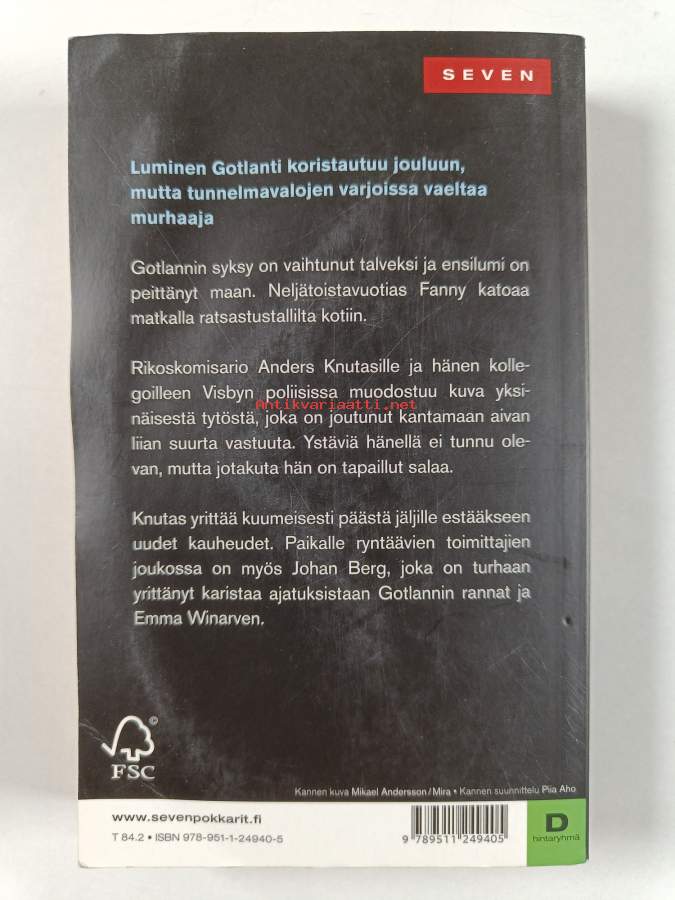 SEVEN
Luminen Gotlanti koristautuu jouluun,
mutta tunnelmavalojen varjoissa vaeltaa
murhaaja
Gotlannin syksy on vaihtunut talveksi ja ensilumi on
peittänyt maan. Neljätoistavuotias Fanny katoaa
matkalla ratsastustallilta kotiin.
Rikoskomisario Anders Knutasille ja hänen kolle-
goilleen Visbyn poliisissa muodostuu kuva yksi-
Antikvariaatti.net
näisestä tytöstä, joka on joutunut kantamaan aivan
liian suurta vastuuta. Ystäviä hänellä ei tunnu ole-
van, mutta jotakuta hän on tapaillut salaa.
Knutas yrittää kuumeisesti päästä jäljille estääkseen
uudet kauheudet. Paikalle ryntäävien toimittajien
joukossa on myös Johan Berg, joka on turhaan
yrittänyt karistaa ajatuksistaan Gotlannin rannat ja
Emma Winarven.
©
FSC
Kannen kuva Mikael Andersson/Mira • Kannen suunnittelu Piia Aho
www.sevenpokkarit.fi
T 84.2 • ISBN 978-951-1-24940-5
9 789511 249405
D
hintaryhmä